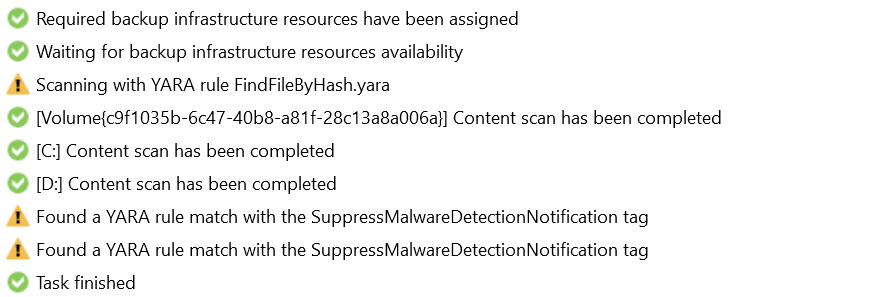 Required backup infrastructure resources have been assigned
Waiting for backup infrastructure resources availability
Scanning with YARA rule FindFileByHash.yara
[Volume{c9f1035b-6c47-40b8-a81f-28c13a8a006a}] Content scan has been completed
[C:] Content scan has been completed
[D:] Content scan has been completed
Found a YARA rule match with the SuppressMalwareDetectionNotification tag
Found a YARA rule match with the SuppressMalwareDetectionNotification tag
Task finished